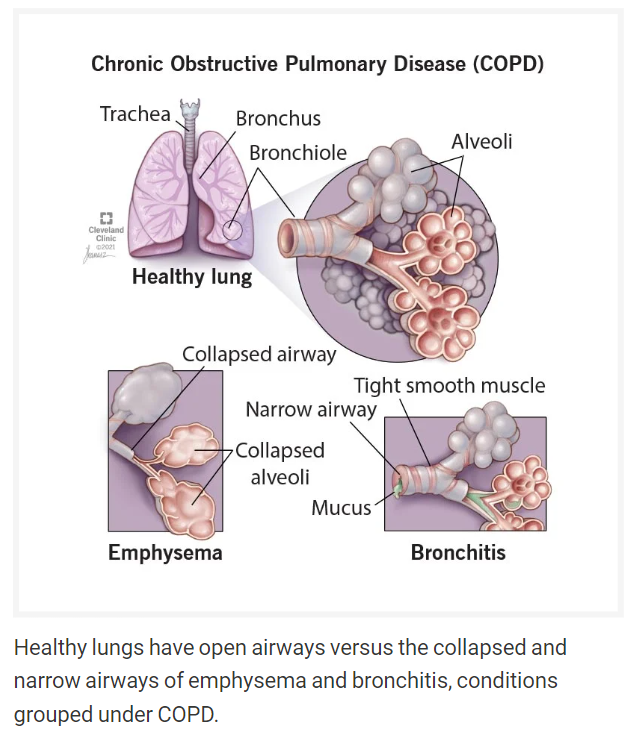 Chronic Obstructive Pulmonary Disease (COPD)
Trachea
Bronchus
Bronchiole
Alveoli
Cleveland
Clinic
©2021
Healthy lung
Collapsed airway
Tight smooth muscle
Narrow airway
Collapsed
alveoli
Mucus
Emphysema
Bronchitis
Healthy lungs have open airways versus the collapsed and
narrow airways of emphysema and bronchitis, conditions
grouped under COPD.